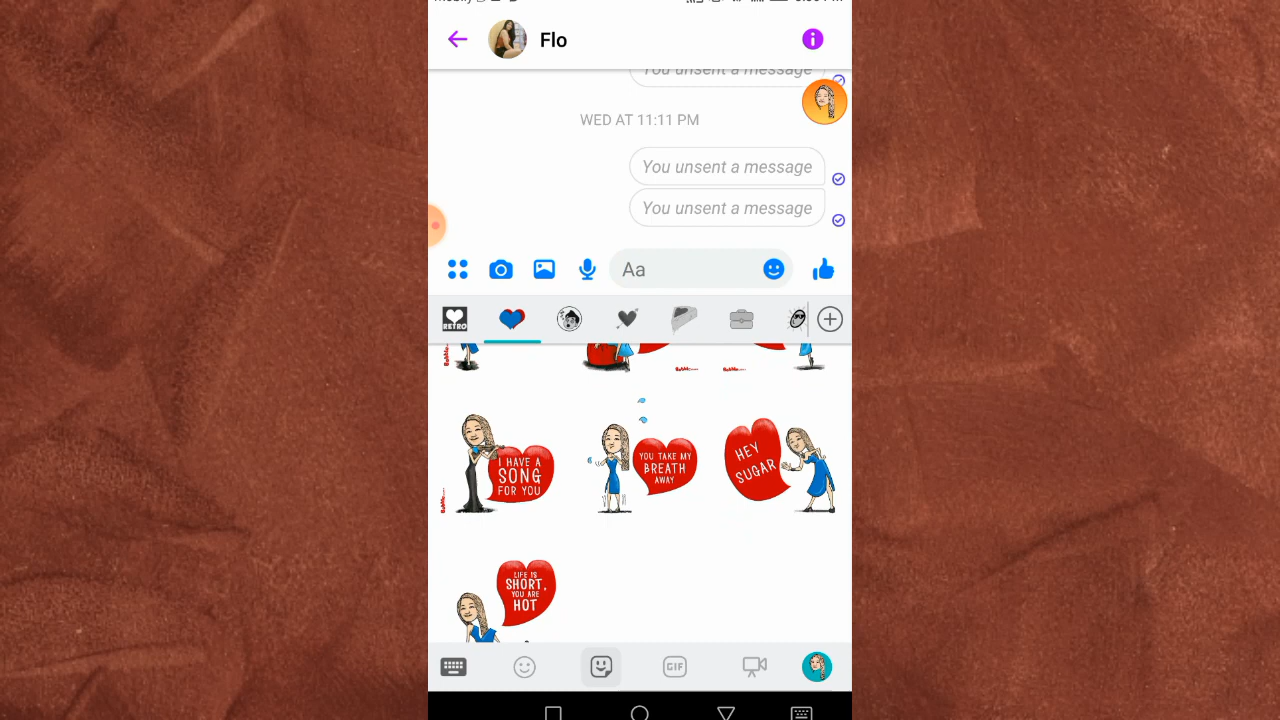 Flo
You unsent a message
WED AT 11:11 PM
You unsent a message
You unsent a message
Aa
RETRO
I HAVE A
SONG
FOR YOU
YOU TAKE MY
BREATH
AWAY
HEY
SUGAR
LIFE IS
SHORT,
YOU ARE
HOT
GIF